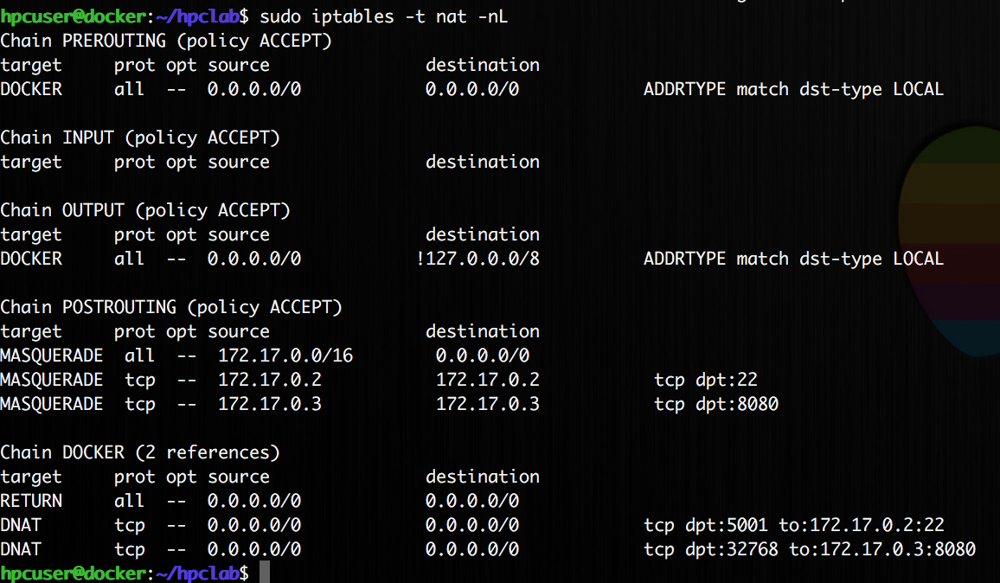 hpcuser@docker:~/hpclab$ sudo iptables -t nat -nL
Chain PREROUTING (policy ACCEPT)
target     prot opt source               destination
DOCKER     all  --  0.0.0.0/0            0.0.0.0/0            ADDRTYPE match dst-type LOCAL

Chain INPUT (policy ACCEPT)
target     prot opt source               destination

Chain OUTPUT (policy ACCEPT)
target     prot opt source               destination
DOCKER     all  --  0.0.0.0/0           !127.0.0.0/8          ADDRTYPE match dst-type LOCAL

Chain POSTROUTING (policy ACCEPT)
target     prot opt source               destination
MASQUERADE  all  --  172.17.0.0/16        0.0.0.0/0
MASQUERADE  tcp  --  172.17.0.2           172.17.0.2           tcp dpt:22
MASQUERADE  tcp  --  172.17.0.3           172.17.0.3           tcp dpt:8080

Chain DOCKER (2 references)
target     prot opt source               destination
RETURN     all  --  0.0.0.0/0            0.0.0.0/0
DNAT       tcp  --  0.0.0.0/0            0.0.0.0/0            tcp dpt:5001 to:172.17.0.2:22
DNAT       tcp  --  0.0.0.0/0            0.0.0.0/0            tcp dpt:32768 to:172.17.0.3:8080
hpcuser@docker:~/hpclab$